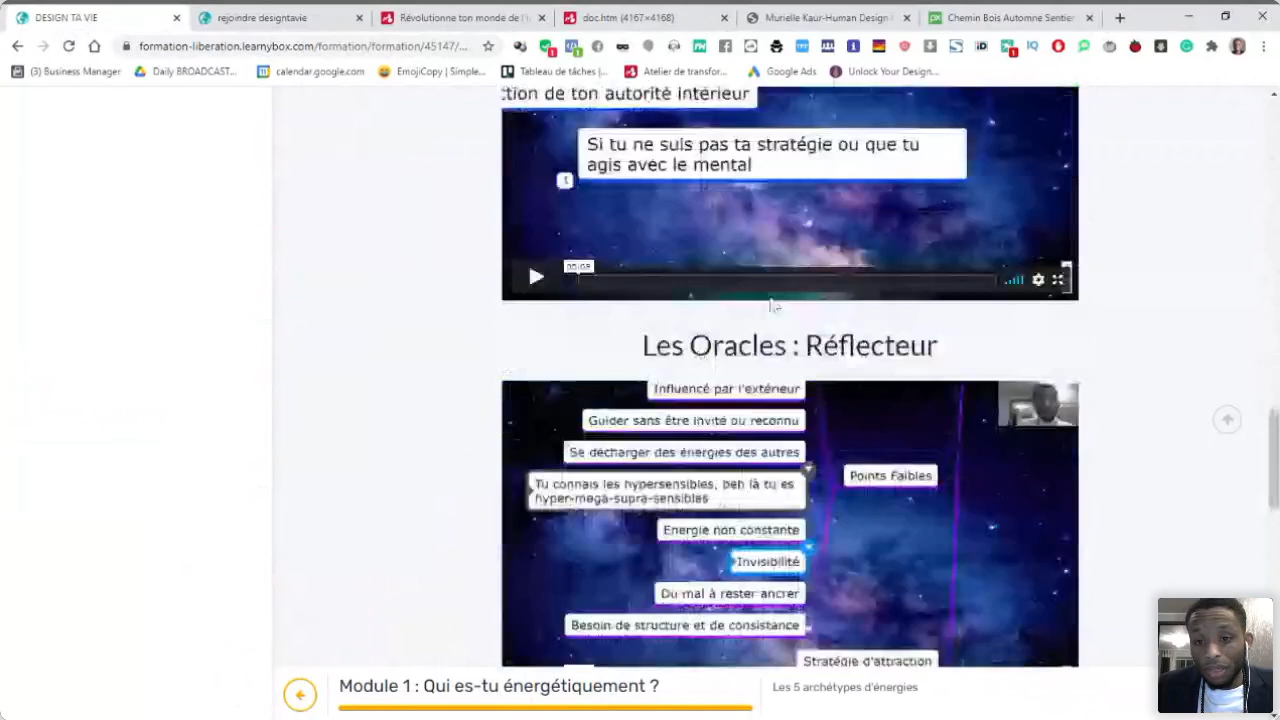 DESIGN TA VIE
rejoindre designtavie
Révolutionne ton monde de l'i
doc.htm (4167×4168)
Murielle Kaur-Human Design
Chemin Bois Automne Sentier
formation-liberation.learnybox.com/formation/formation/45147/...
(3) Business Manager
Daily BROADCAST...
calendar.google.com
EmojiCopy | Simple...
Tableau de tâches |...
Atelier de transfor...
Google Ads
Unlock Your Design...
ction de ton autorité intérieur
Si tu ne suis pas ta stratégie ou que tu
agis avec le mental
Les Oracles : Réflecteur
Influencé par l'extérieur
Guider sans être invité ou reconnu
Se décharger des énergies des autres
Points Faibles
Tu connais les hypersensibles, beh là tu es
hyper-mega-supra-sensibles
Energie non constante
Invisibilité
Du mal à rester ancrer
Besoin de structure et de consistance
Stratégie d'attraction
Module 1 : Qui es-tu énergétiquement ?
Les 5 archétypes d'énergies